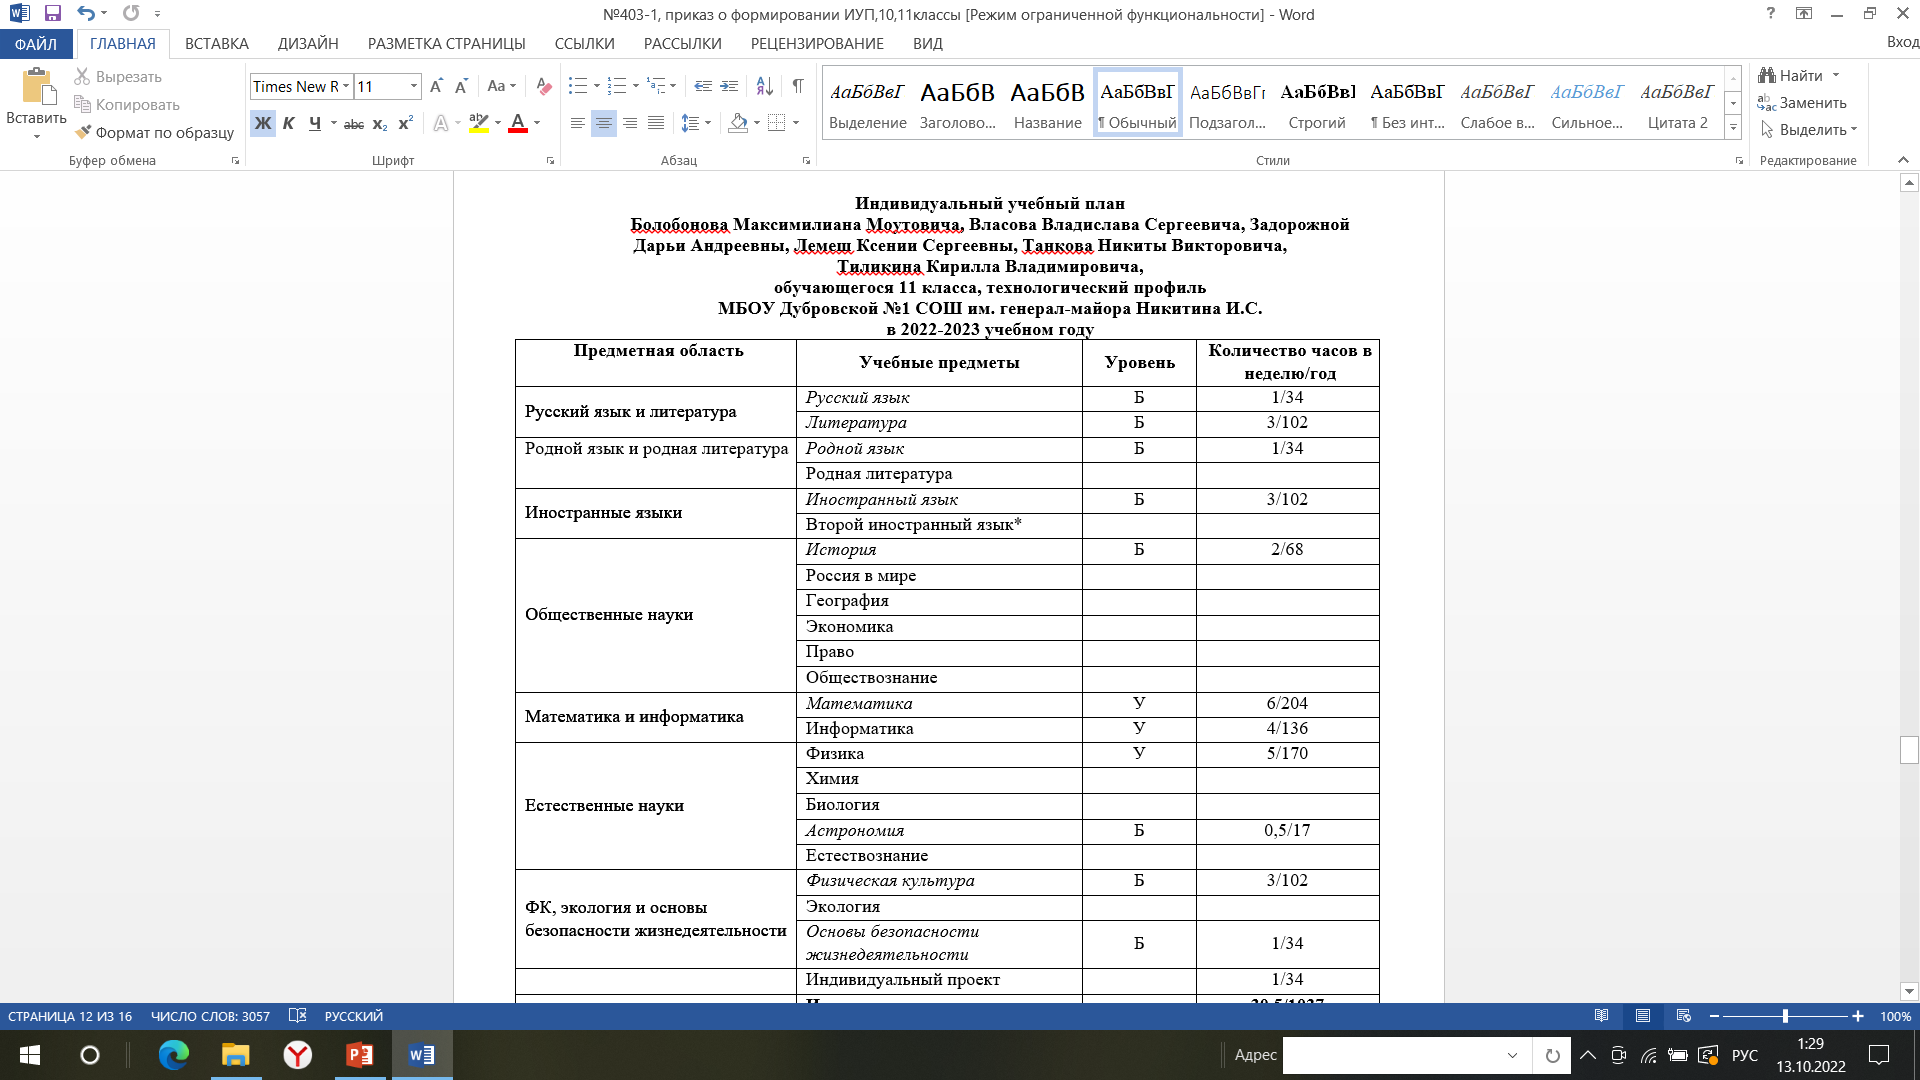 №403-1, приказ о формировании ИУП,10,11классы [Режим ограниченной функциональности] - Word
ФАЙЛ ГЛАВНАЯ ВСТАВКА ДИЗАЙН РАЗМЕТКА СТРАНИЦЫ ССЫЛКИ РАССЫЛКИ РЕЦЕНЗИРОВАНИЕ ВИД Вход
Вставить
Вырезать
Копировать
Формат по образцу
Буфер обмена
Times New R 11
Ж К Ч abc x₂ x²
Шрифт
Абзац
АаБбВвГ АаБбВ АаБбВ АаБбВвГ АаБбВвГг АаБбВвІ АаБбВвГ АаБбВвГ АаБбВвГ АаБбВвГ
Выделение Заголово... Название ¶ Обычный Подзагол... Строгий ¶ Без инт... Слабое в... Сильное... Цитата 2
Стили
Найти
Заменить
Выделить
Редактирование
Индивидуальный учебный план
Болобонова Максимилиана Моутовича, Власова Владислава Сергеевича, Задорожной
Дарьи Андреевны, Лемеш Ксении Сергеевны, Танкова Никиты Викторовича,
Тиликина Кирилла Владимировича,
обучающегося 11 класса, технологический профиль
МБОУ Дубровской №1 СОШ им. генерал-майора Никитина И.С.
в 2022-2023 учебном году
Предметная область Учебные предметы Уровень Количество часов в
неделю/год
Русский язык и литература Русский язык Б 1/34
Литература Б 3/102
Родной язык и родная литература Родной язык Б 1/34
Родная литература
Иностранные языки Иностранный язык Б 3/102
Второй иностранный язык*
Общественные науки История Б 2/68
Россия в мире
География
Экономика
Право
Обществознание
Математика и информатика Математика У 6/204
Информатика У 4/136
Естественные науки Физика У 5/170
Химия
Биология
Астрономия Б 0,5/17
Естествознание
ФК, экология и основы
безопасности жизнедеятельности
Физическая культура Б 3/102
Экология
Основы безопасности
жизнедеятельности Б 1/34
Индивидуальный проект 1/34
СТРАНИЦА 12 ИЗ 16 ЧИСЛО СЛОВ: 3057 РУССКИЙ 100%
Адрес РУС 1:29
13.10.2022